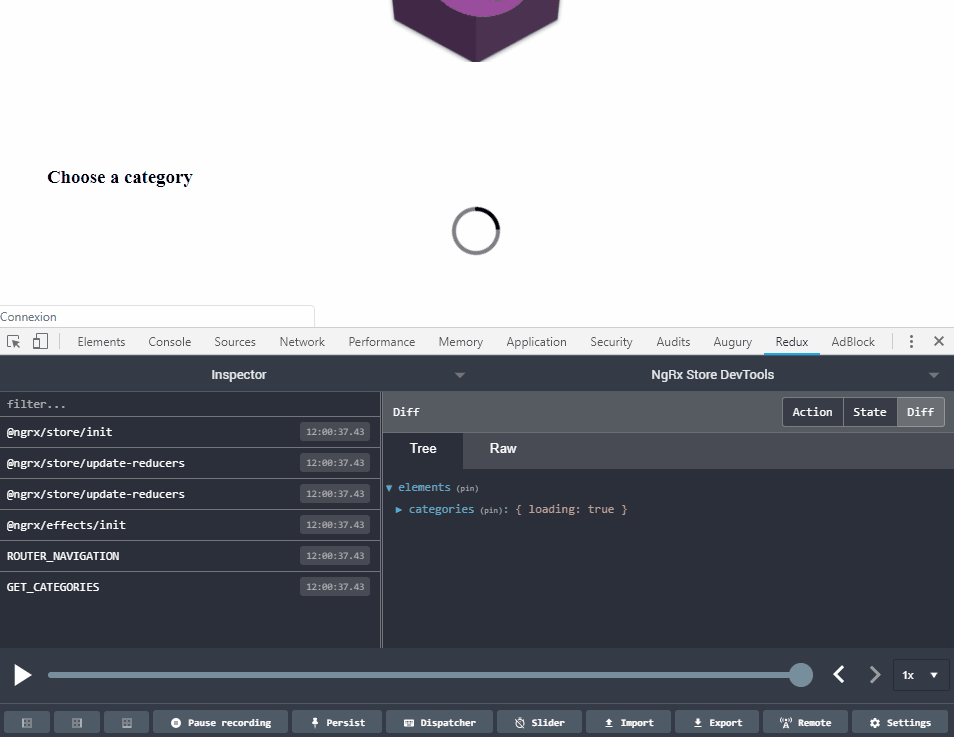 Choose a category
Connexion
Elements Console Sources Network Performance Memory Application Security Audits Augury Redux AdBlock
Inspector NgRx Store DevTools
filter...
Diff Action State Diff
@ngrx/store/init 12:00:37.43
Tree Raw
@ngrx/store/update-reducers 12:00:37.43
elements (pin)
@ngrx/store/update-reducers 12:00:37.43
categories (pin): { loading: true }
@ngrx/effects/init 12:00:37.43
ROUTER_NAVIGATION 12:00:37.43
GET_CATEGORIES 12:00:37.43
1x
Pause recording Persist Dispatcher Slider Import Export Remote Settings